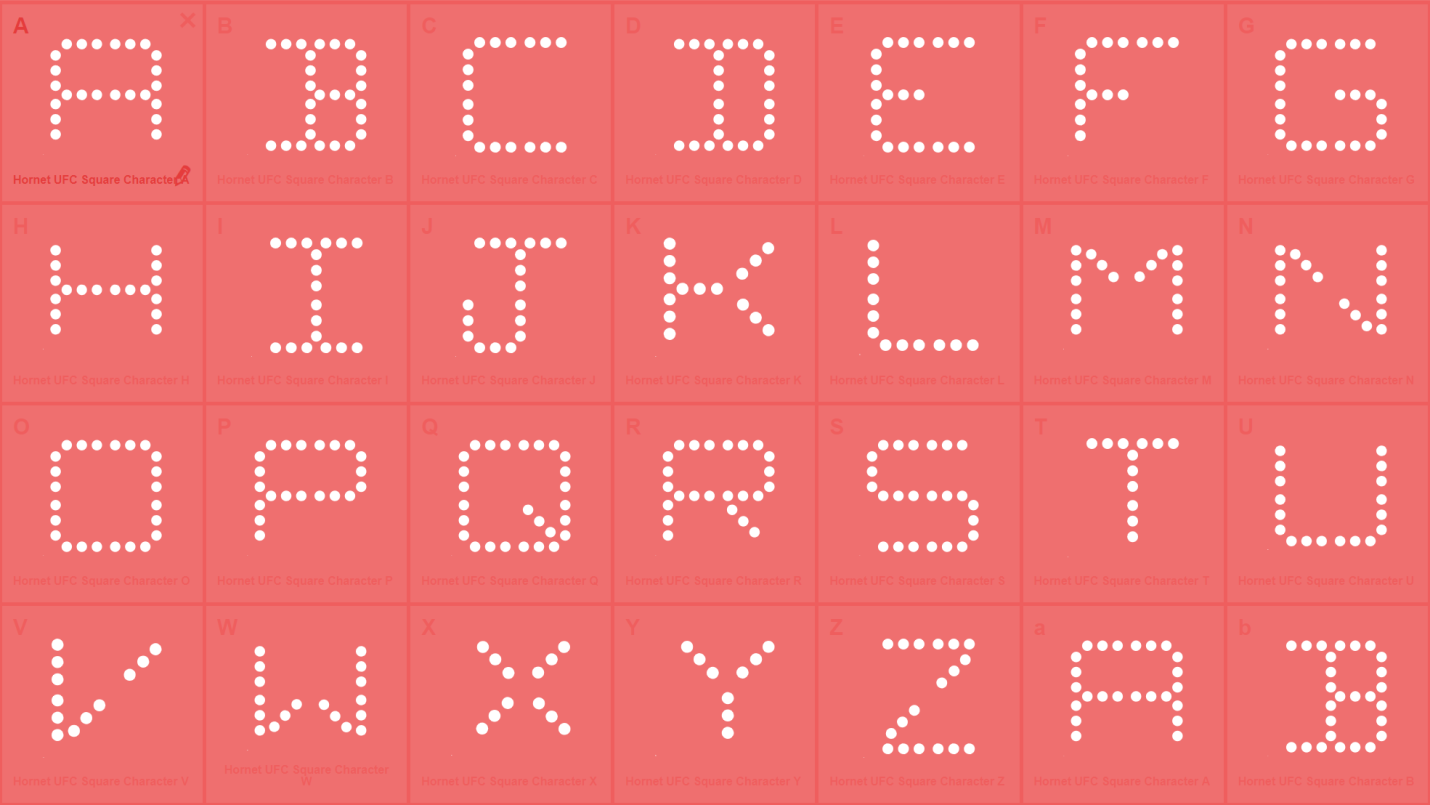 A B C D E F G
A B C D E F G
Hornet UFC Square Character A Hornet UFC Square Character B Hornet UFC Square Character C Hornet UFC Square Character D Hornet UFC Square Character E Hornet UFC Square Character F Hornet UFC Square Character G
H I J K L M N
H I J K L M N
Hornet UFC Square Character H Hornet UFC Square Character I Hornet UFC Square Character J Hornet UFC Square Character K Hornet UFC Square Character L Hornet UFC Square Character M Hornet UFC Square Character N
O P Q R S T U
O P Q R S T U
Hornet UFC Square Character O Hornet UFC Square Character P Hornet UFC Square Character Q Hornet UFC Square Character R Hornet UFC Square Character S Hornet UFC Square Character T Hornet UFC Square Character U
V W X Y Z a b
V W X Y Z A B
Hornet UFC Square Character V Hornet UFC Square Character W Hornet UFC Square Character X Hornet UFC Square Character Y Hornet UFC Square Character Z Hornet UFC Square Character A Hornet UFC Square Character B